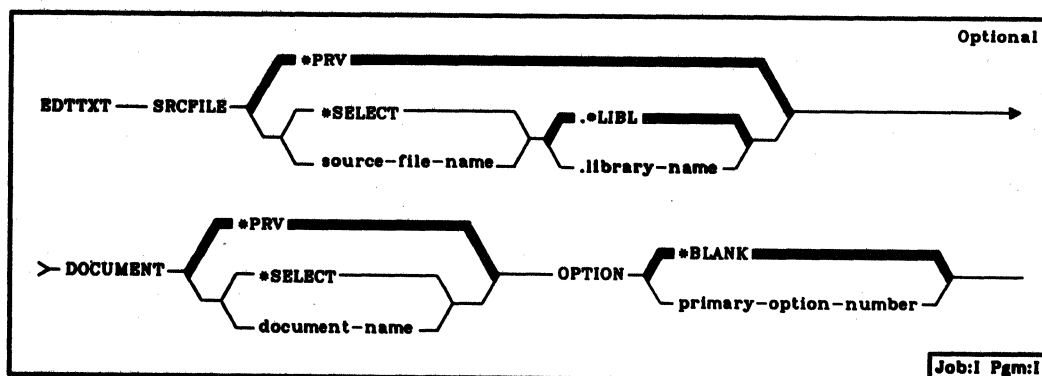 Optional
*PRV
EDTTXT SRCFILE *SELECT .*LIBL
source-file-name .library-name
*PRV *BLANK
DOCUMENT *SELECT OPTION
document-name primary-option-number
Job:I Pgm:I